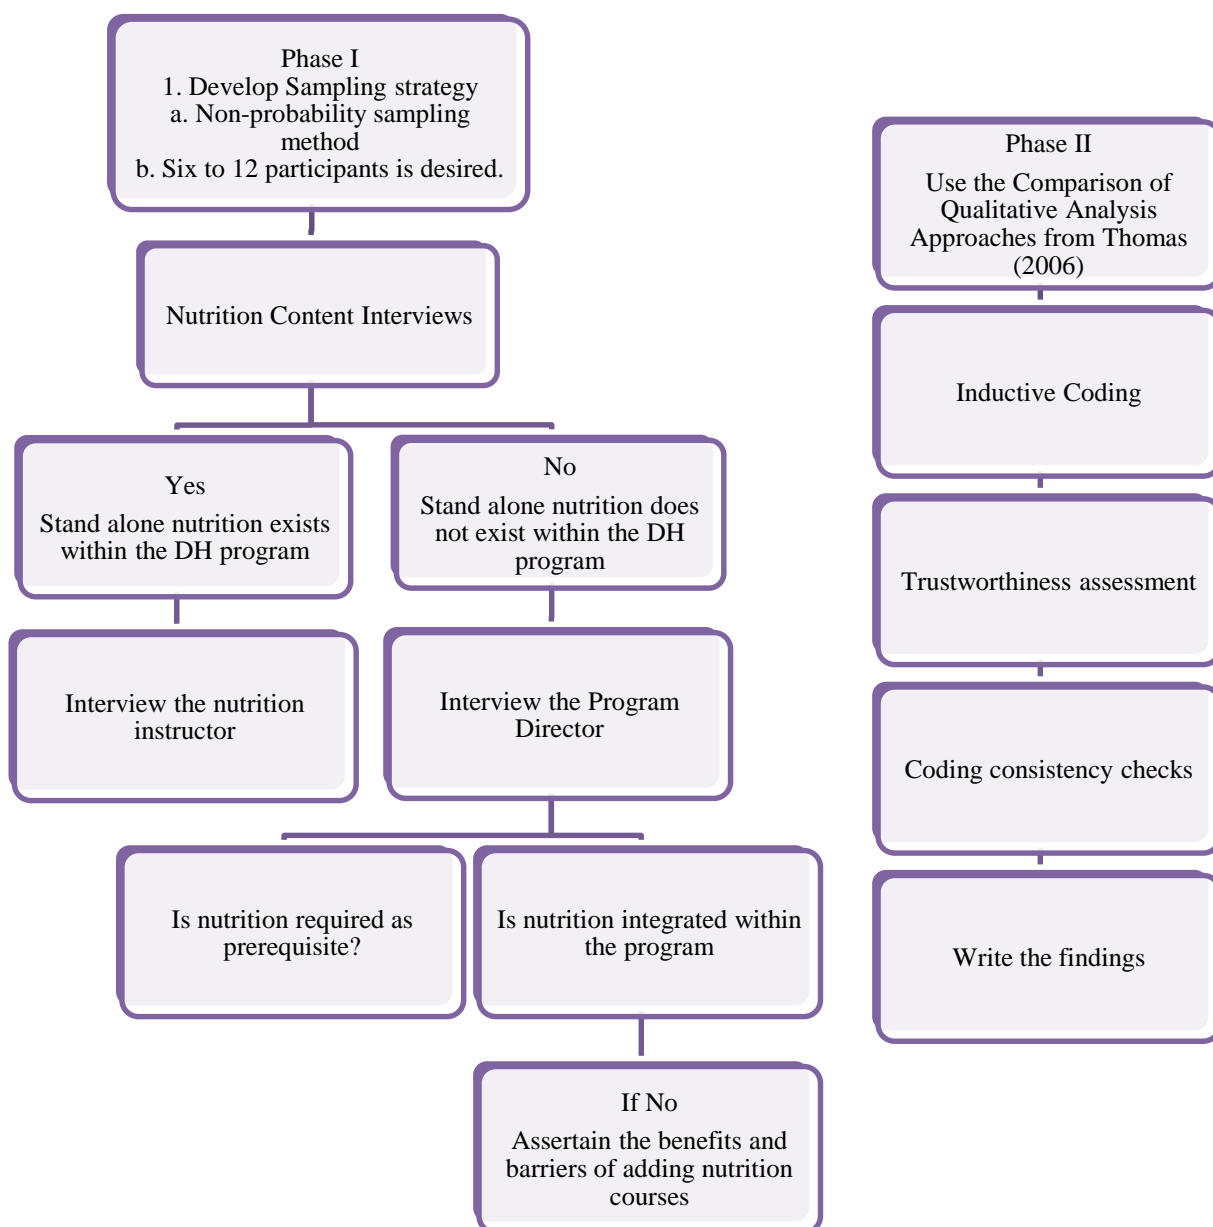 Phase I
1. Develop Sampling strategy
a. Non-probability sampling
method
b. Six to 12 participants is desired.
Nutrition Content Interviews
Yes
Stand alone nutrition exists
within the DH program
No
Stand alone nutrition does
not exist within the DH
program
Interview the nutrition
instructor
Interview the Program
Director
Is nutrition required as
prerequisite?
Is nutrition integrated within
the program
If No
Assertain the benefits and
barriers of adding nutrition
courses
Phase II
Use the Comparison of
Qualitative Analysis
Approaches from Thomas
(2006)
Inductive Coding
Trustworthiness assessment
Coding consistency checks
Write the findings